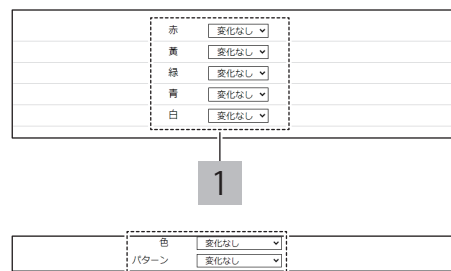 赤 変化なし
黄 変化なし
緑 変化なし
青 変化なし
白 変化なし
1
色 変化なし
パターン 変化なし